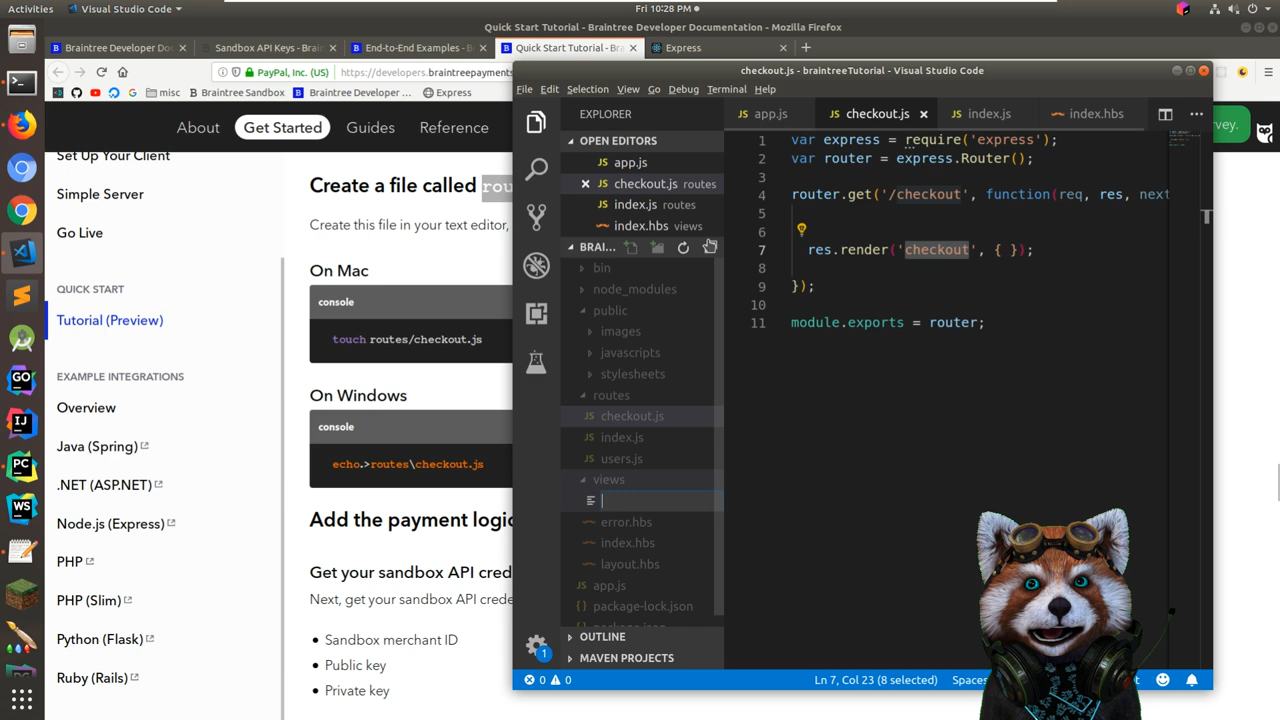 Activities
Visual Studio Code
Fri 10:28 PM
Quick Start Tutorial - Braintree Developer Documentation - Mozilla Firefox
Braintree Developer Do
Sandbox API Keys - Brain
End-to-End Examples - B
Quick Start Tutorial - Bra
Express
PayPal, Inc. (US)
https://developers.braintreepayments
misc
Braintree Sandbox
Braintree Developer ...
Express
About
Get Started
Guides
Reference
vey.
Set Up Your Client
Simple Server
Go Live
QUICK START
Tutorial (Preview)
EXAMPLE INTEGRATIONS
Overview
Java (Spring)
.NET (ASP.NET)
Node.js (Express)
PHP
PHP (Slim)
Python (Flask)
Ruby (Rails)
Create a file called rou
Create this file in your text editor,
On Mac
console
touch routes/checkout.js
On Windows
console
echo.>routes\checkout.js
Add the payment logic
Get your sandbox API cred
Next, get your sandbox API crede
Sandbox merchant ID
Public key
Private key
checkout.js - braintreeTutorial - Visual Studio Code
File Edit Selection View Go Debug Terminal Help
EXPLORER
OPEN EDITORS
app.js
checkout.js routes
index.js routes
index.hbs views
BRAI...
bin
node_modules
public
images
javascripts
stylesheets
routes
checkout.js
index.js
users.js
views
error.hbs
index.hbs
layout.hbs
app.js
package-lock.json
OUTLINE
MAVEN PROJECTS
app.js
checkout.js
index.js
index.hbs
1 var express = require('express');
2 var router = express.Router();
3
4 router.get('/checkout', function(req, res, next
5
6
7 res.render('checkout', { });
8
9 });
10
11 module.exports = router;
1
0 0
Ln 7, Col 23 (8 selected)
Spaces
GO
IJ
PC
WS